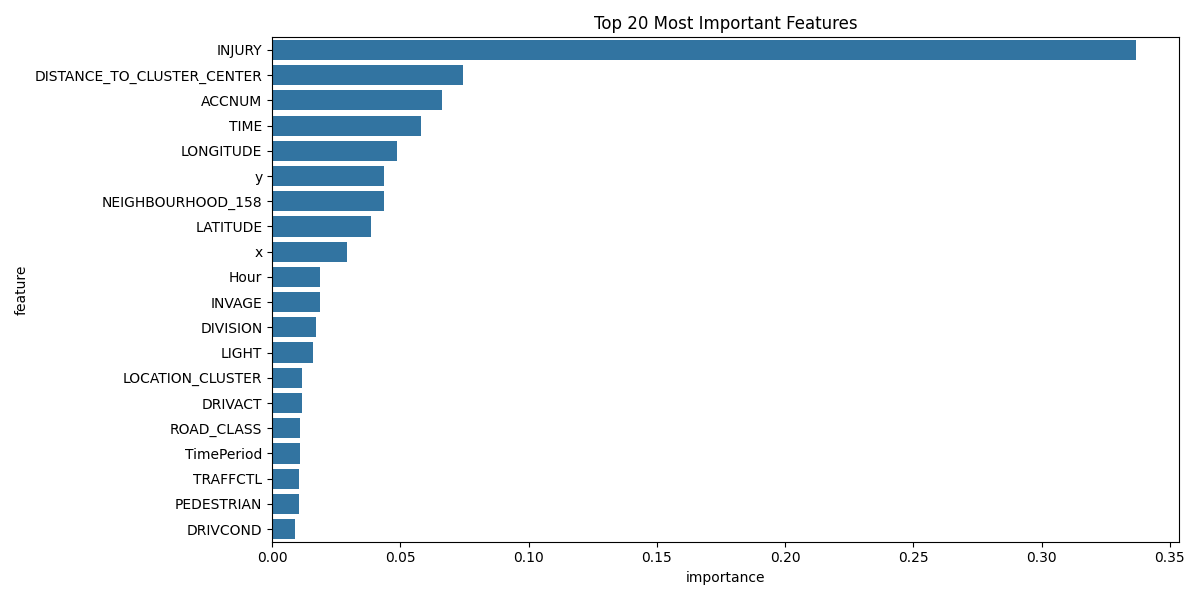 Top 20 Most Important Features
INJURY
DISTANCE_TO_CLUSTER_CENTER
ACCNUM
TIME
LONGITUDE
y
NEIGHBOURHOOD_158
LATITUDE
x
Hour
INVAGE
DIVISION
LIGHT
LOCATION_CLUSTER
DRIVACT
ROAD_CLASS
TimePeriod
TRAFFCTL
PEDESTRIAN
DRIVCOND
feature
0.00 0.05 0.10 0.15 0.20 0.25 0.30 0.35
importance